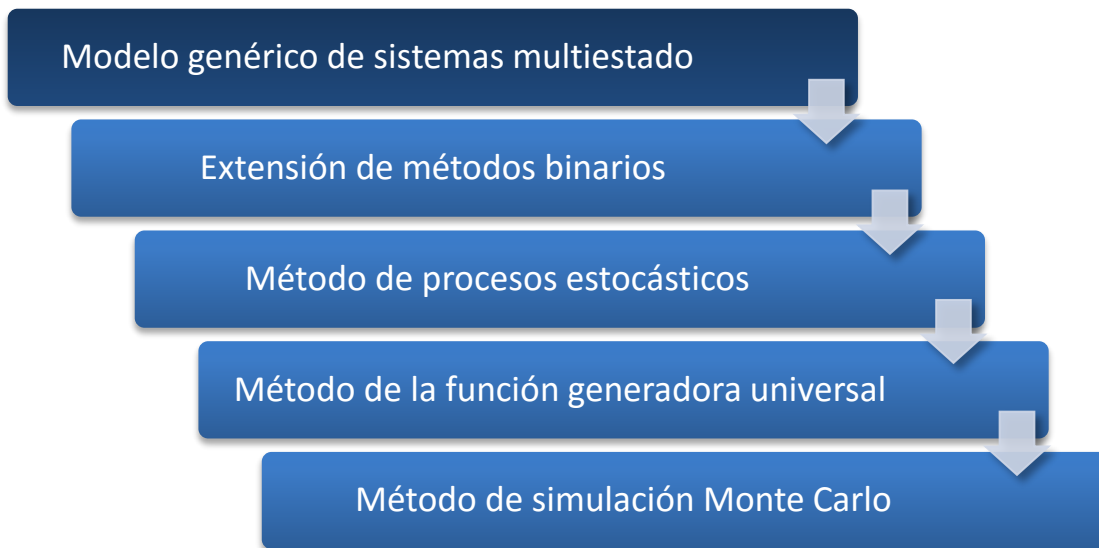 Modelo genérico de sistemas multiestado
Extensión de métodos binarios
Método de procesos estocásticos
Método de la función generadora universal
Método de simulación Monte Carlo